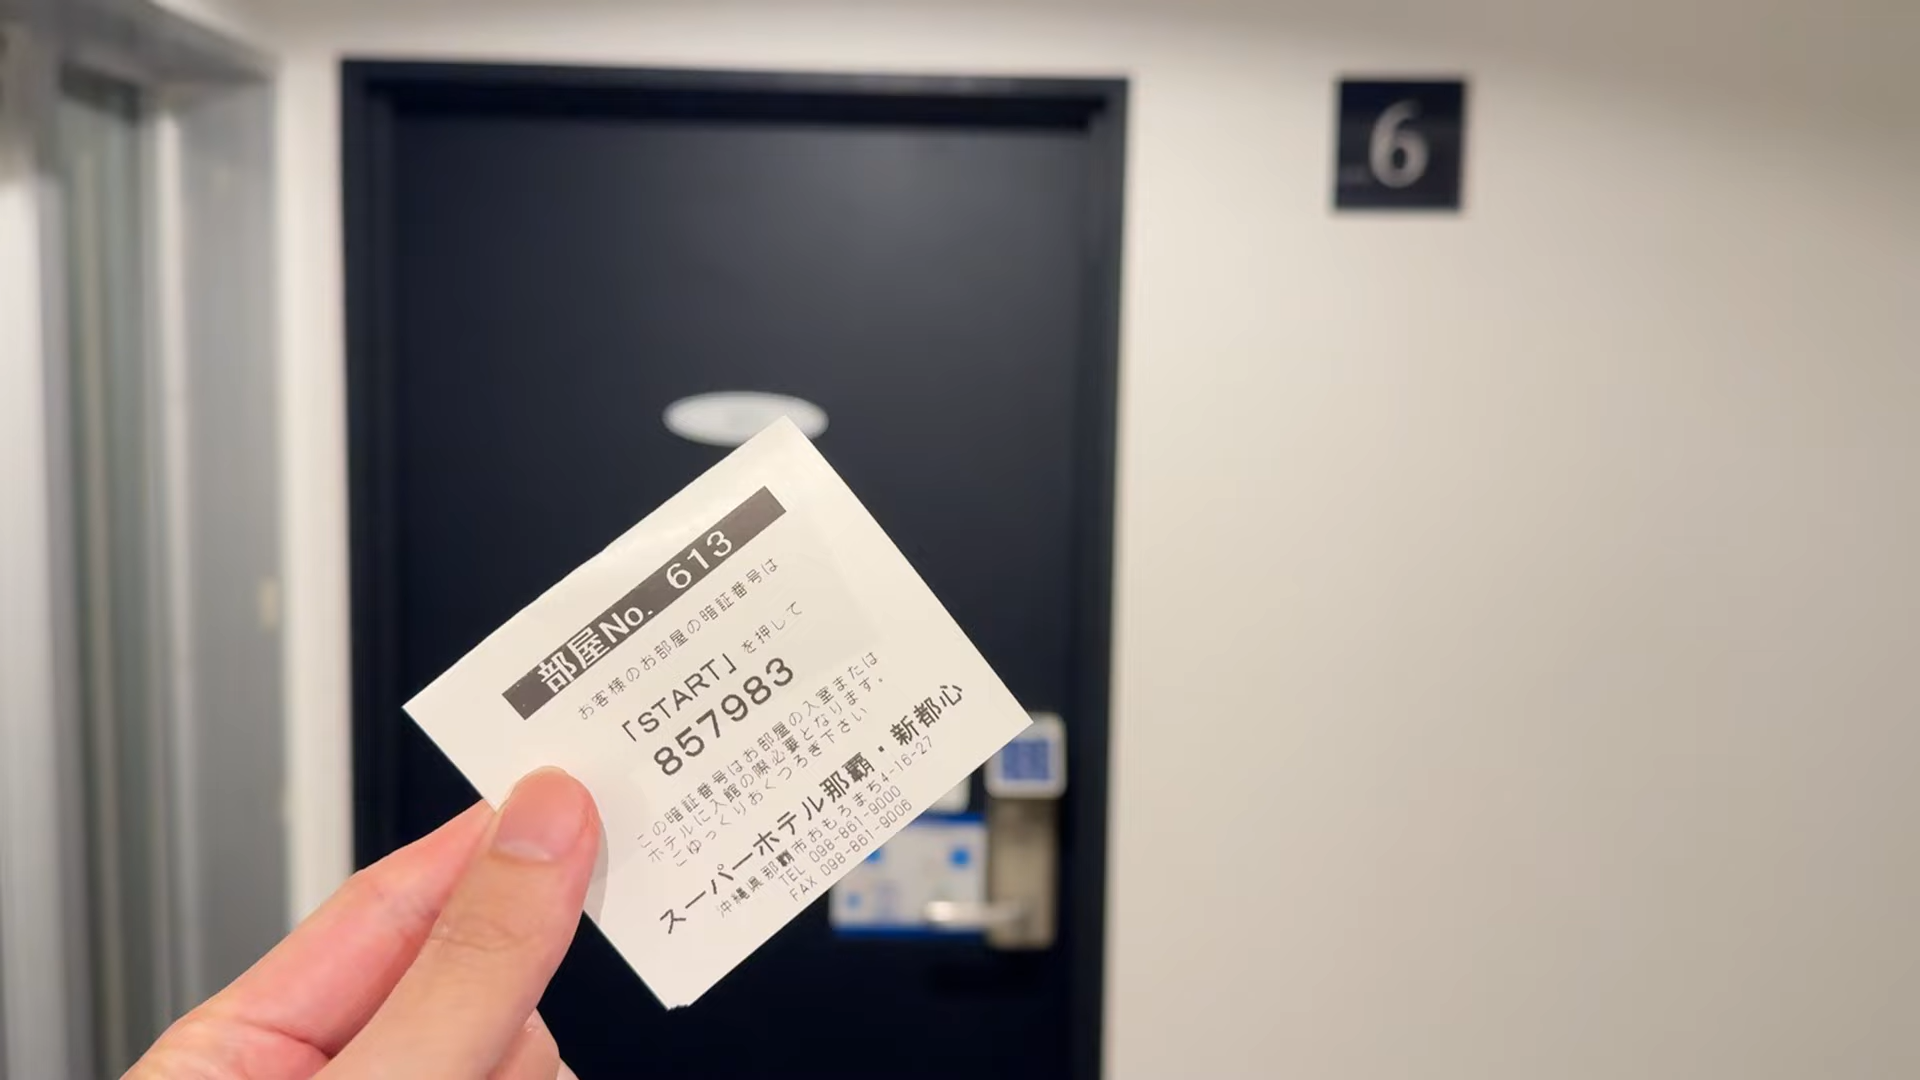 6
部屋No. 613
お客様のお部屋の暗証番号は
「START」を押して
857983
この暗証番号はお部屋の入室または
ホテルに入館の際必要となります。
ごゆっくりおくつろぎ下さい
スーパーホテル那覇・新都心
沖縄県那覇市おもろまち4-16-27
TEL 098-861-9000
FAX 098-861-9006